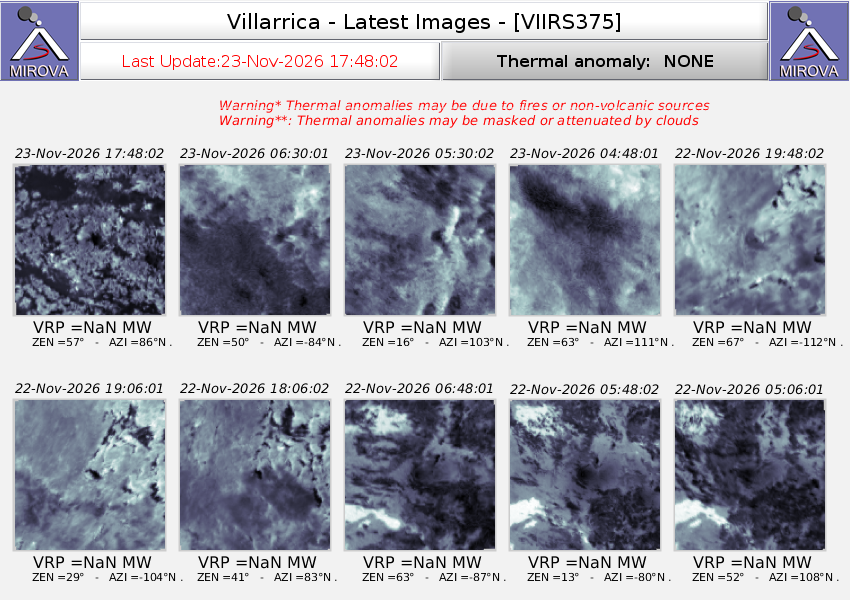 Villarrica - Latest Images - [VIIRS375]
MIROVA
Last Update:23-Nov-2026 17:48:02
Thermal anomaly: NONE
MIROVA
Warning* Thermal anomalies may be due to fires or non-volcanic sources
Warning**: Thermal anomalies may be masked or attenuated by clouds
23-Nov-2026 17:48:02 23-Nov-2026 06:30:01 23-Nov-2026 05:30:02 23-Nov-2026 04:48:01 22-Nov-2026 19:48:02
VRP =NaN MW VRP =NaN MW VRP =NaN MW VRP =NaN MW VRP =NaN MW
ZEN =57° - AZI =86°N . ZEN =50° - AZI =-84°N . ZEN =16° - AZI =103°N . ZEN =63° - AZI =111°N . ZEN =67° - AZI =-112°N .
22-Nov-2026 19:06:01 22-Nov-2026 18:06:02 22-Nov-2026 06:48:01 22-Nov-2026 05:48:02 22-Nov-2026 05:06:01
VRP =NaN MW VRP =NaN MW VRP =NaN MW VRP =NaN MW VRP =NaN MW
ZEN =29° - AZI =-104°N . ZEN =41° - AZI =83°N . ZEN =63° - AZI =-87°N . ZEN =13° - AZI =-80°N . ZEN =52° - AZI =108°N .